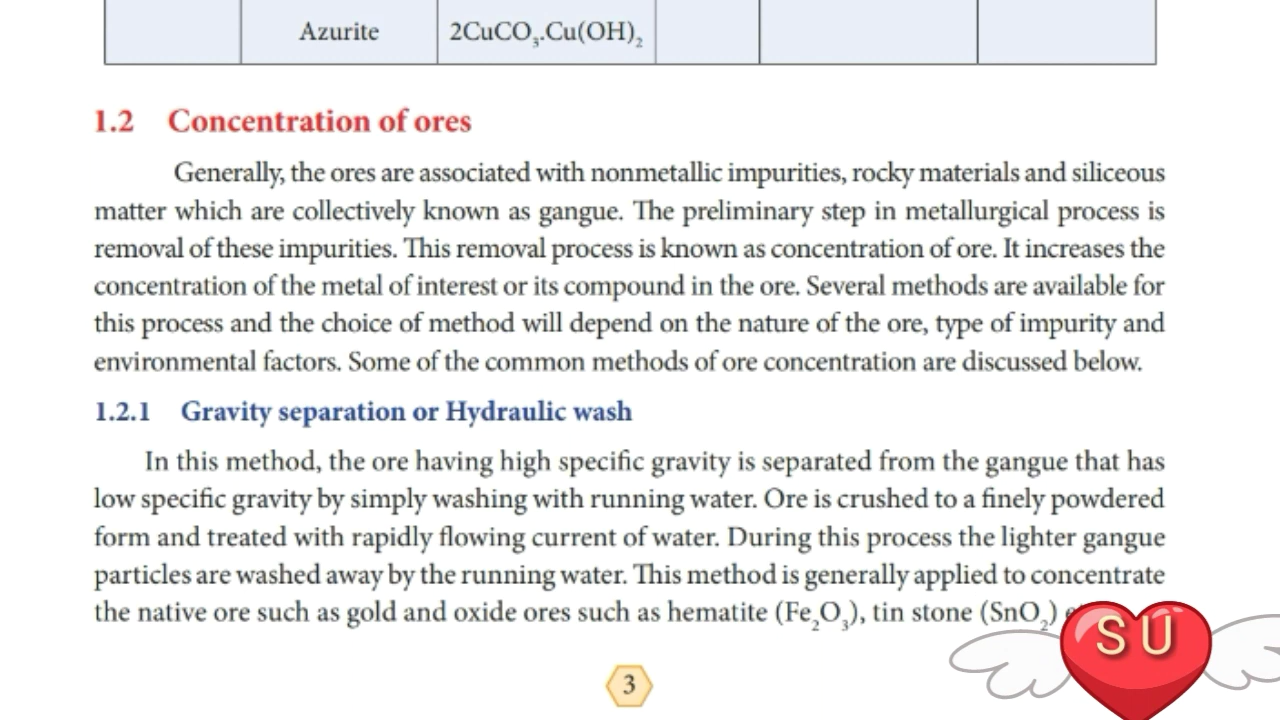 Azurite 2CuCO₃.Cu(OH)₂
1.2 Concentration of ores
Generally, the ores are associated with nonmetallic impurities, rocky materials and siliceous
matter which are collectively known as gangue. The preliminary step in metallurgical process is
removal of these impurities. This removal process is known as concentration of ore. It increases the
concentration of the metal of interest or its compound in the ore. Several methods are available for
this process and the choice of method will depend on the nature of the ore, type of impurity and
environmental factors. Some of the common methods of ore concentration are discussed below.
1.2.1 Gravity separation or Hydraulic wash
In this method, the ore having high specific gravity is separated from the gangue that has
low specific gravity by simply washing with running water. Ore is crushed to a finely powdered
form and treated with rapidly flowing current of water. During this process the lighter gangue
particles are washed away by the running water. This method is generally applied to concentrate
the native ore such as gold and oxide ores such as hematite (Fe₂O₃), tin stone (SnO₂)
S U
3